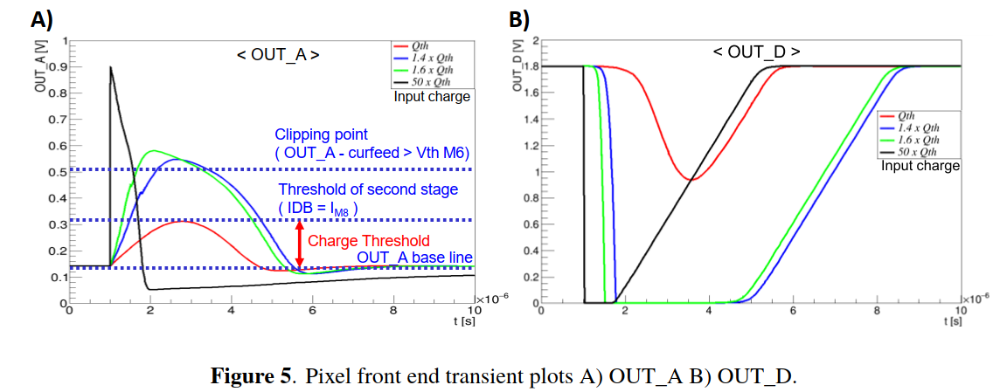 A)
B)
OUT_A [V]
1
0.9
0.8
0.7
0.6
0.5
0.4
0.3
0.2
0.1
0
< OUT_A >
Qth
1.4 x Qth
1.6 x Qth
50 x Qth
Input charge
Clipping point
( OUT_A - curfeed > Vth M6)
Threshold of second stage
( IDB = IM8 )
Charge Threshold
OUT_A base line
0 2 4 6 8 10
×10-6
t [s]
OUT_D [V]
2
1.8
1.6
1.4
1.2
1
0.8
0.6
0.4
0.2
0
< OUT_D >
Qth
1.4 x Qth
1.6 x Qth
50 x Qth
Input charge
0 2 4 6 8 10
×10-6
t [s]
Figure 5. Pixel front end transient plots A) OUT_A B) OUT_D.